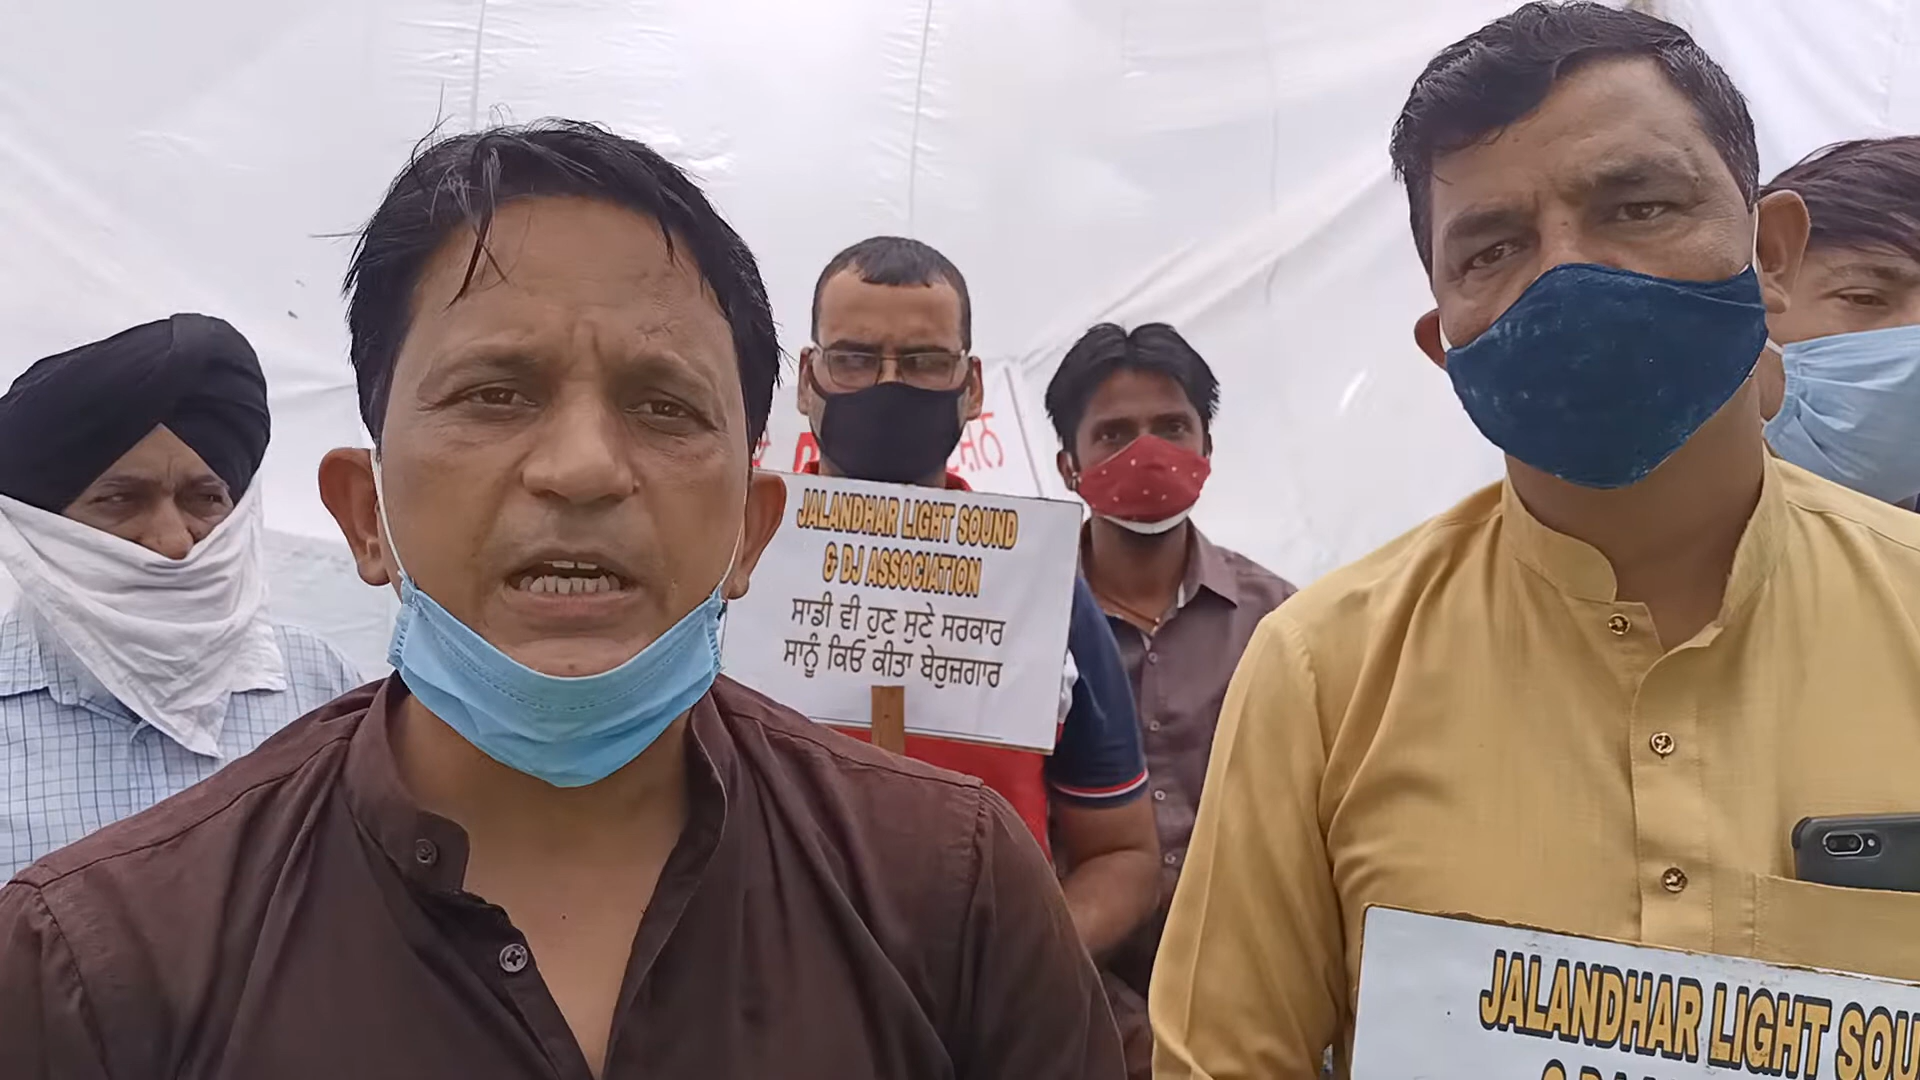 JALANDHAR LIGHT SOUND
& DJ ASSOCIATION
ਸਾਡੀ ਵੀ ਹੁਣ ਸੁਣੇ ਸਰਕਾਰ
ਸਾਨੂੰ ਕਿਓ ਕੀਤਾ ਬੇਰੁਜ਼ਗਾਰ
JALANDHAR LIGHT SOU